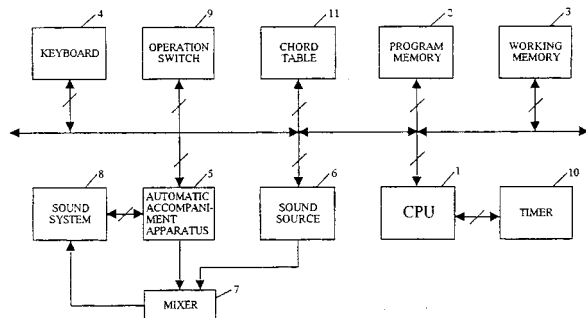 4
9
11
2
3
KEYBOARD
OPERATION
SWITCH
CHORD
TABLE
PROGRAM
MEMORY
WORKING
MEMORY
8
5
6
1
10
SOUND
SYSTEM
AUTOMATIC
ACCOMPANI-
MENT
APPARATUS
SOUND
SOURCE
CPU
TIMER
MIXER
7